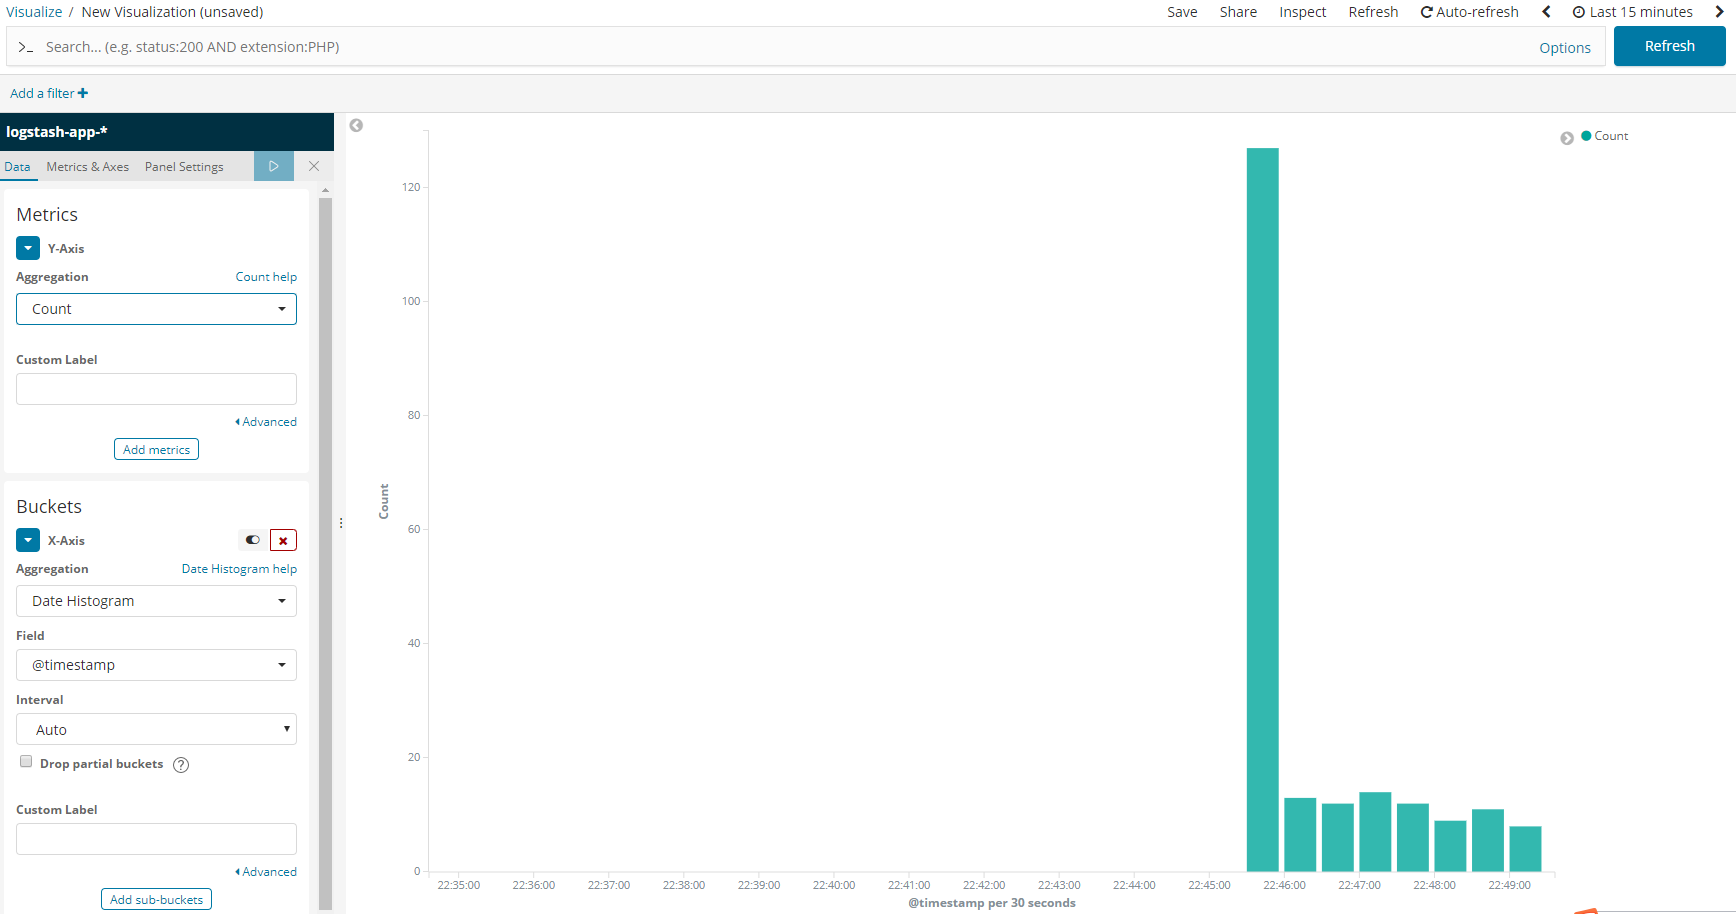 Visualize / New Visualization (unsaved)
Save Share Inspect Refresh Auto-refresh Last 15 minutes
>_ Search... (e.g. status:200 AND extension:PHP) Options Refresh
Add a filter
logstash-app-*
Data Metrics & Axes Panel Settings
Metrics
Y-Axis
Aggregation Count help
Count
Custom Label
Advanced
Add metrics
Buckets
X-Axis
Aggregation Date Histogram help
Date Histogram
Field
@timestamp
Interval
Auto
Drop partial buckets ?
Custom Label
Advanced
Add sub-buckets
Count
120
100
80
60
40
20
0
Count
22:35:00 22:36:00 22:37:00 22:38:00 22:39:00 22:40:00 22:41:00 22:42:00 22:43:00 22:44:00 22:45:00 22:46:00 22:47:00 22:48:00 22:49:00
@timestamp per 30 seconds